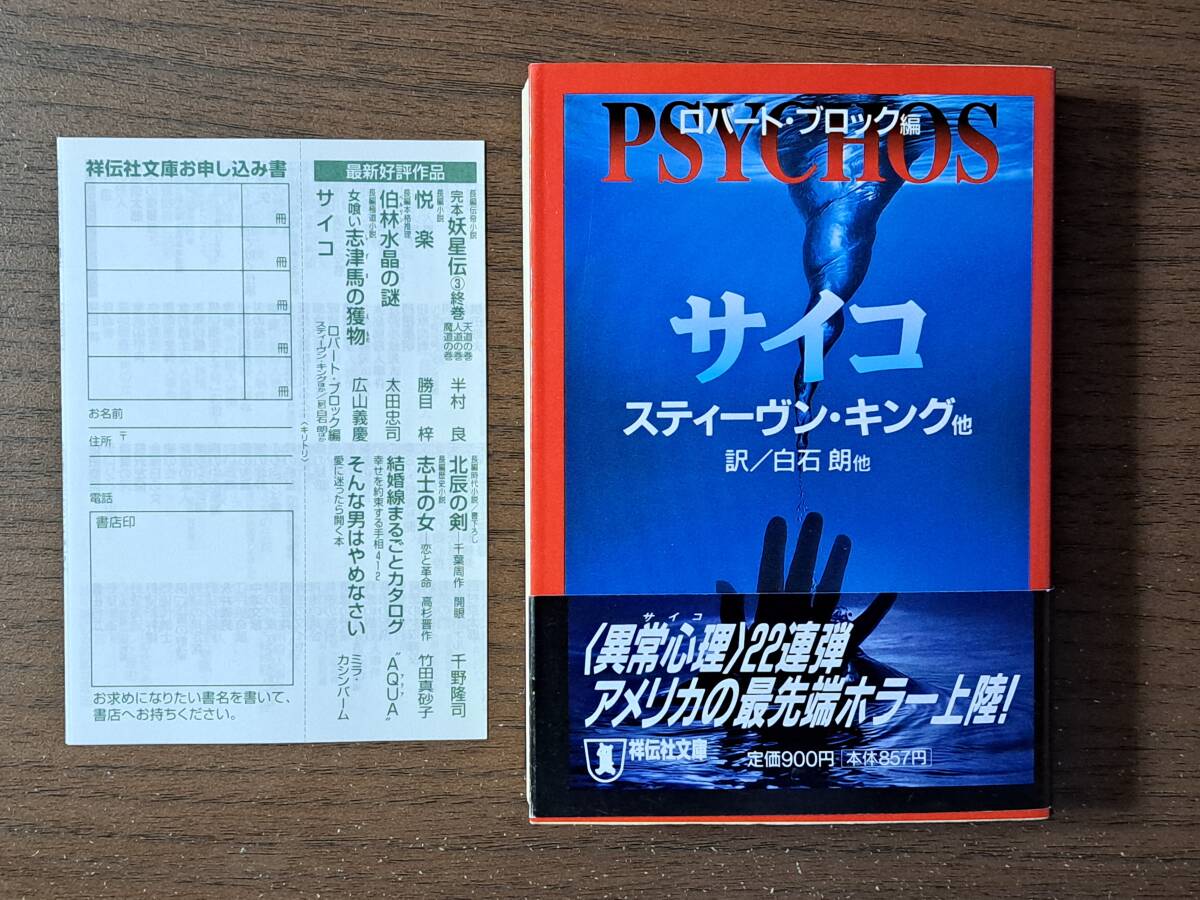 祥伝社文庫お申し込み書
冊
冊
冊
冊
冊
お名前
住所 〒
電話
書店印
お求めになりたい書名を書いて、
書店へお持ちください。
〈キリトリ〉
最新好評作品
長編伝奇小説
完本妖星伝③終巻
天道の巻
人道の巻
魔道の巻
半村 良
長編小説
悦楽
勝目 梓
長編本格推理
伯林水晶の謎
太田忠司
長編極道小説
女喰い志津馬の獲物
広山義慶
サイコ
ロバート・ブロック編
スティーヴン・キングほか/訳 白石 朗ほか
長編時代小説/書下ろし
北辰の剣―千葉周作 開眼
千野隆司
長編歴史小説
志士の女―恋と革命 高杉晋作
竹田真砂子
結婚線まるごとカタログ
幸せを約束する手相412
“AQUA”
そんな男はやめなさい
愛に迷ったら開く本
ミラ・
カシンバーム
PSYCHOS
ロバート・ブロック編
サイコ
スティーヴン・キング他
訳/白石 朗他
サイコ
〈異常心理〉22連弾
アメリカの最先端ホラー上陸!
祥伝社文庫
定価900円 本体857円